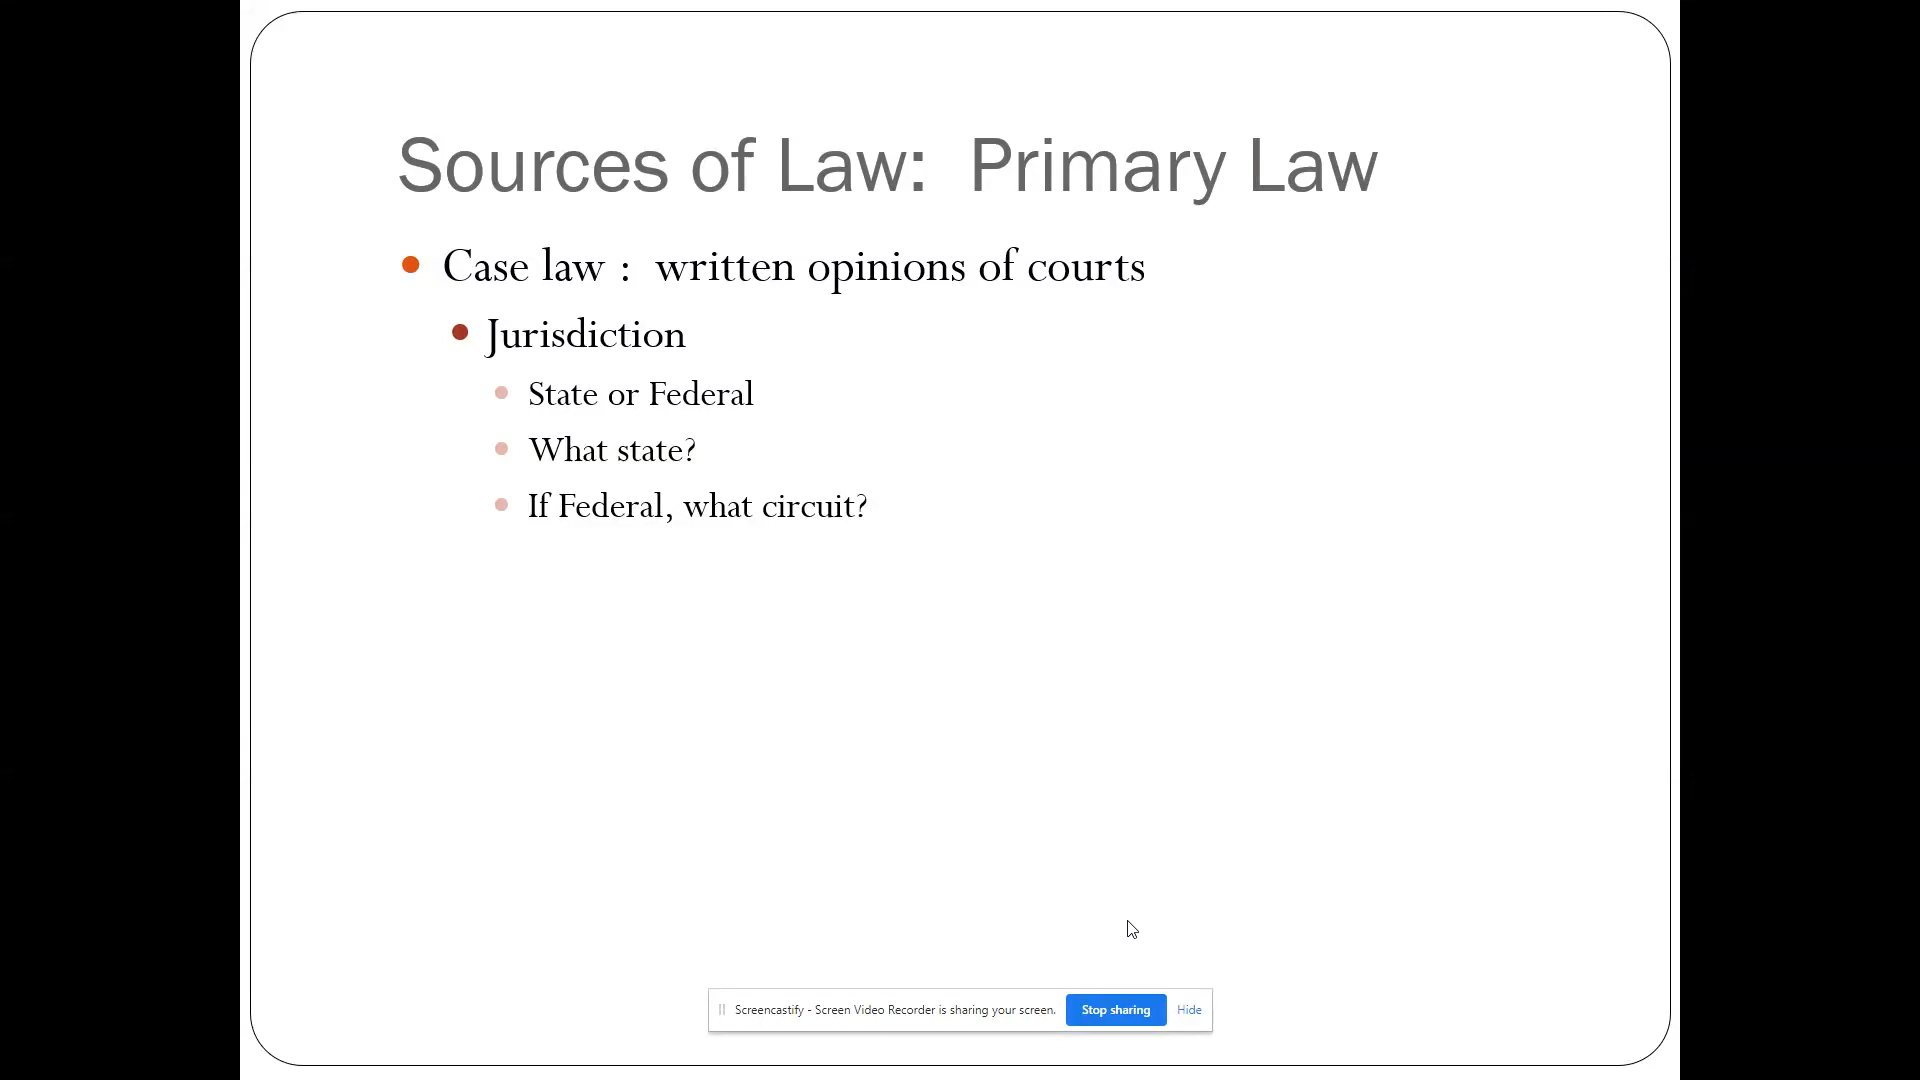 Sources of Law:  Primary Law
Case law :  written opinions of courts
Jurisdiction
State or Federal
What state?
If Federal, what circuit?
Screencastify - Screen Video Recorder is sharing your screen. Stop sharing Hide